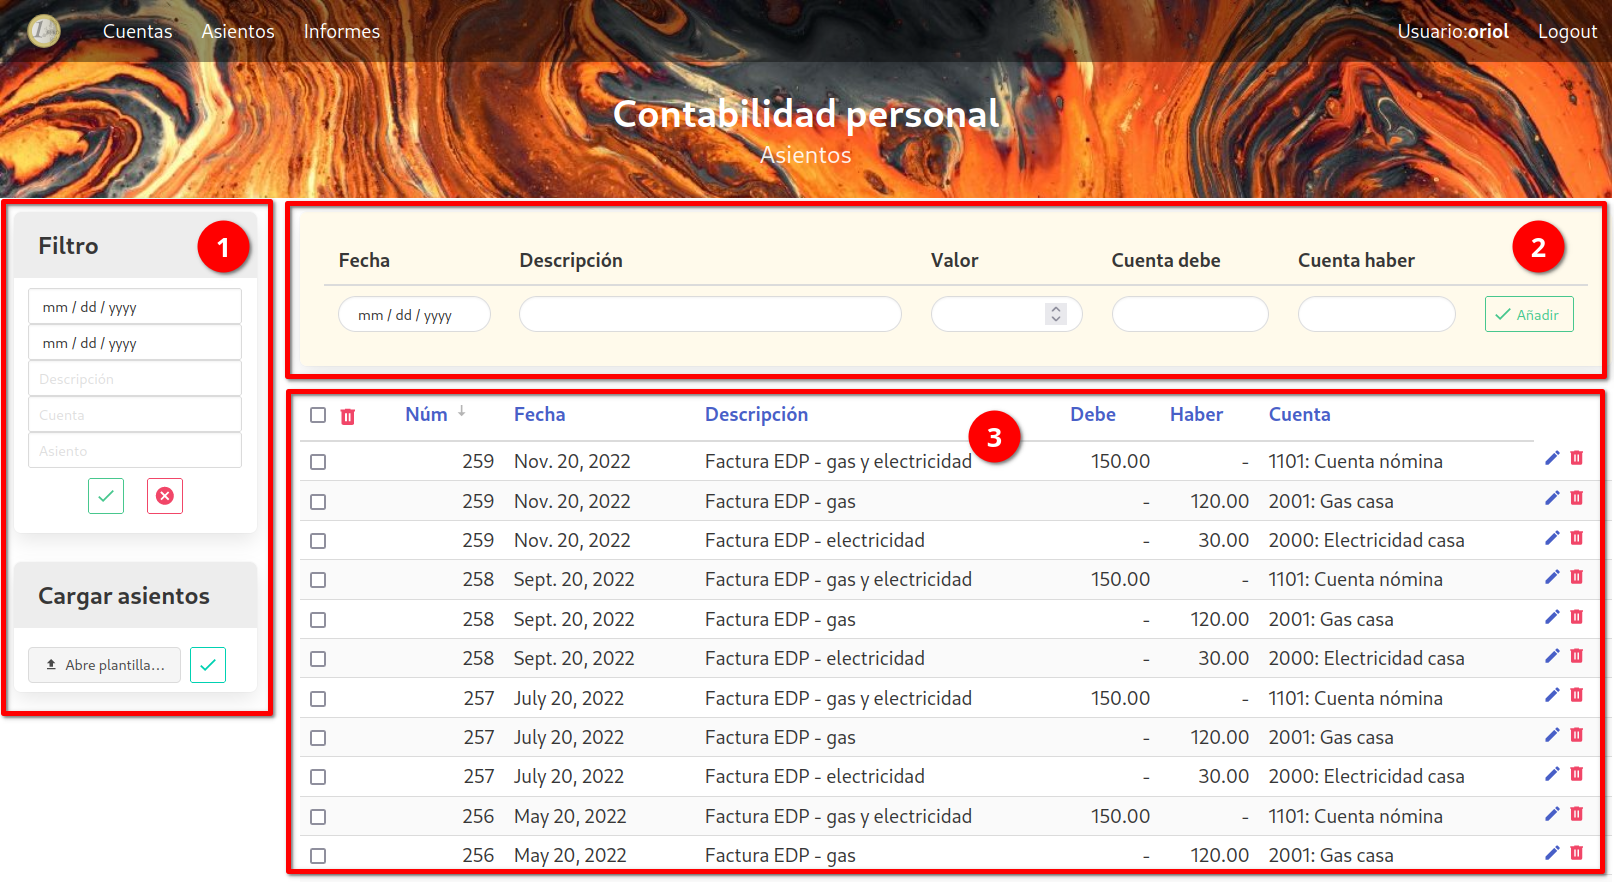 Cuentas Asientos Informes Usuario:oriol Logout
Contabilidad personal
Asientos
Filtro 1
mm / dd / yyyy
mm / dd / yyyy
Descripción
Cuenta
Asiento
Cargar asientos
Abre plantilla...
2
Fecha Descripción Valor Cuenta debe Cuenta haber
mm / dd / yyyy Añadir
Núm Fecha Descripción Debe Haber Cuenta
3
259 Nov. 20, 2022 Factura EDP - gas y electricidad 150.00 - 1101: Cuenta nómina
259 Nov. 20, 2022 Factura EDP - gas - 120.00 2001: Gas casa
259 Nov. 20, 2022 Factura EDP - electricidad - 30.00 2000: Electricidad casa
258 Sept. 20, 2022 Factura EDP - gas y electricidad 150.00 - 1101: Cuenta nómina
258 Sept. 20, 2022 Factura EDP - gas - 120.00 2001: Gas casa
258 Sept. 20, 2022 Factura EDP - electricidad - 30.00 2000: Electricidad casa
257 July 20, 2022 Factura EDP - gas y electricidad 150.00 - 1101: Cuenta nómina
257 July 20, 2022 Factura EDP - gas - 120.00 2001: Gas casa
257 July 20, 2022 Factura EDP - electricidad - 30.00 2000: Electricidad casa
256 May 20, 2022 Factura EDP - gas y electricidad 150.00 - 1101: Cuenta nómina
256 May 20, 2022 Factura EDP - gas - 120.00 2001: Gas casa